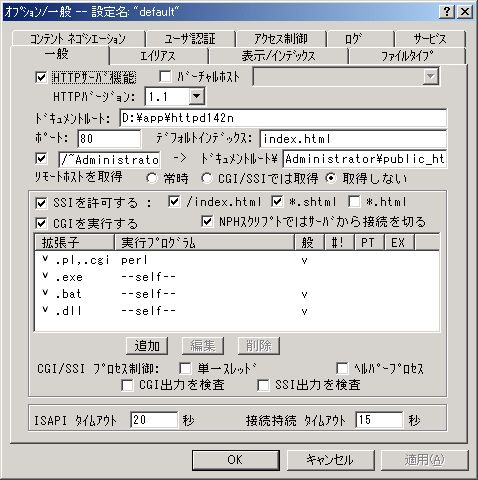 ｵﾌﾟｼｮﾝ/一般 -- 設定名: "default"
ｺﾝﾃﾝﾄ ﾈｺﾞｼｴｰｼｮﾝ ﾕｰｻﾞ認証 ｱｸｾｽ制御 ﾛｸﾞ ｻｰﾋﾞｽ
一般 ｴｲﾘｱｽ 表示/ｲﾝﾃﾞｯｸｽ ﾌｧｲﾙﾀｲﾌﾟ
HTTPｻｰﾊﾞ機能 ﾊﾞｰﾁｬﾙﾎｽﾄ
HTTPﾊﾞｰｼﾞｮﾝ: 1.1
ﾄﾞｷｭﾒﾝﾄﾙｰﾄ: D:¥app¥httpd142n
ﾎﾟｰﾄ: 80 ﾃﾞﾌｫﾙﾄｲﾝﾃﾞｯｸｽ: index.html
/~Administrato -> ﾄﾞｷｭﾒﾝﾄﾙｰﾄ¥ Administrator¥public_ht
ﾘﾓｰﾄﾎｽﾄを取得 常時 CGI/SSIでは取得 取得しない
SSIを許可する : /index.html *.shtml *.html
CGIを実行する NPHｽｸﾘﾌﾟﾄではｻｰﾊﾞから接続を切る
拡張子 実行ﾌﾟﾛｸﾞﾗﾑ 般 #! PT EX
v .pl,.cgi perl v
v .exe --self--
v .bat --self-- v
v .dll --self-- v
追加 編集 削除
CGI/SSI ﾌﾟﾛｾｽ制御: 単一ｽﾚｯﾄﾞ ﾍﾙﾊﾟｰﾌﾟﾛｾｽ
CGI出力を検査 SSI出力を検査
ISAPI ﾀｲﾑｱｳﾄ 20 秒 接続持続 ﾀｲﾑｱｳﾄ 15 秒
OK ｷｬﾝｾﾙ 適用(A)